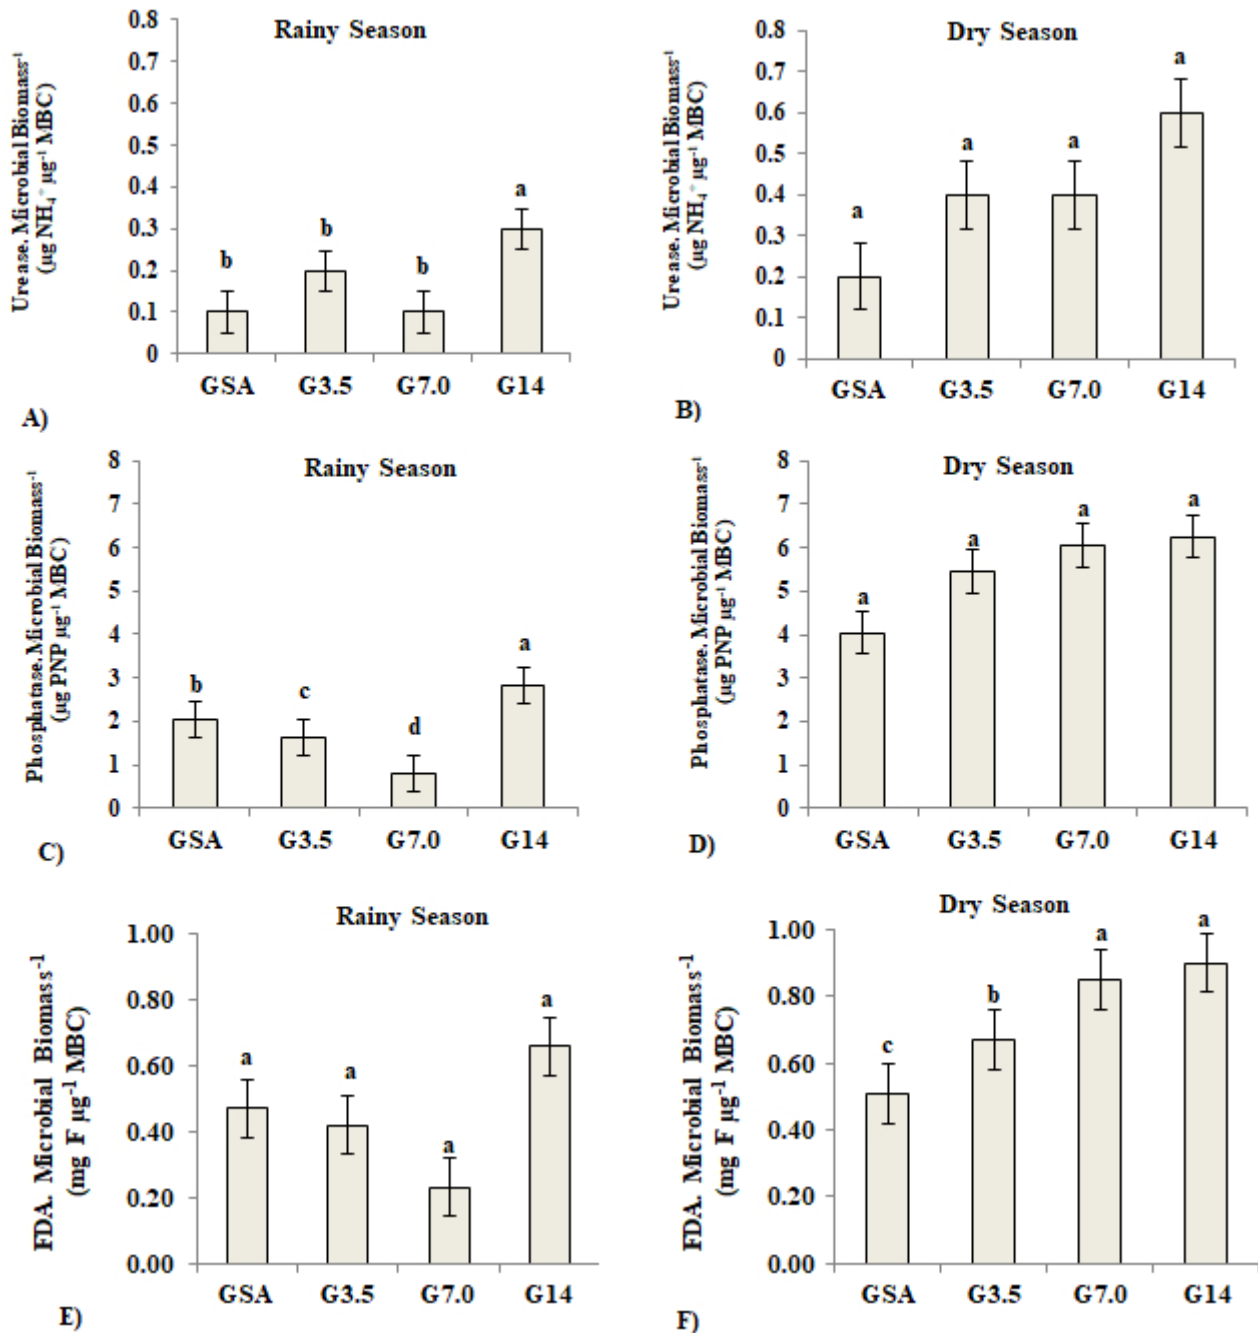 Rainy Season
Urease. Microbial Biomass⁻¹
(µg NH₄⁺ µg⁻¹ MBC)
0.8
0.7
0.6
0.5
0.4
0.3
0.2
0.1
0
b
b
b
a
GSA G3.5 G7.0 G14
A)
Dry Season
Urease. Microbial Biomass⁻¹
(µg NH₄⁺ µg⁻¹ MBC)
0.8
0.7
0.6
0.5
0.4
0.3
0.2
0.1
0
a
a
a
a
GSA G3.5 G7.0 G14
B)
Rainy Season
Phosphatase. Microbial Biomass⁻¹
(µg PNP µg⁻¹ MBC)
8
7
6
5
4
3
2
1
0
b
c
d
a
GSA G3.5 G7.0 G14
C)
Dry Season
Phosphatase. Microbial Biomass⁻¹
(µg PNP µg⁻¹ MBC)
8
7
6
5
4
3
2
1
0
a
a
a
a
GSA G3.5 G7.0 G14
D)
Rainy Season
FDA. Microbial Biomass⁻¹
(mg F µg⁻¹ MBC)
1.00
0.80
0.60
0.40
0.20
0.00
a
a
a
a
GSA G3.5 G7.0 G14
E)
Dry Season
FDA. Microbial Biomass⁻¹
(mg F µg⁻¹ MBC)
1.00
0.80
0.60
0.40
0.20
0.00
c
b
a
a
GSA G3.5 G7.0 G14
F)